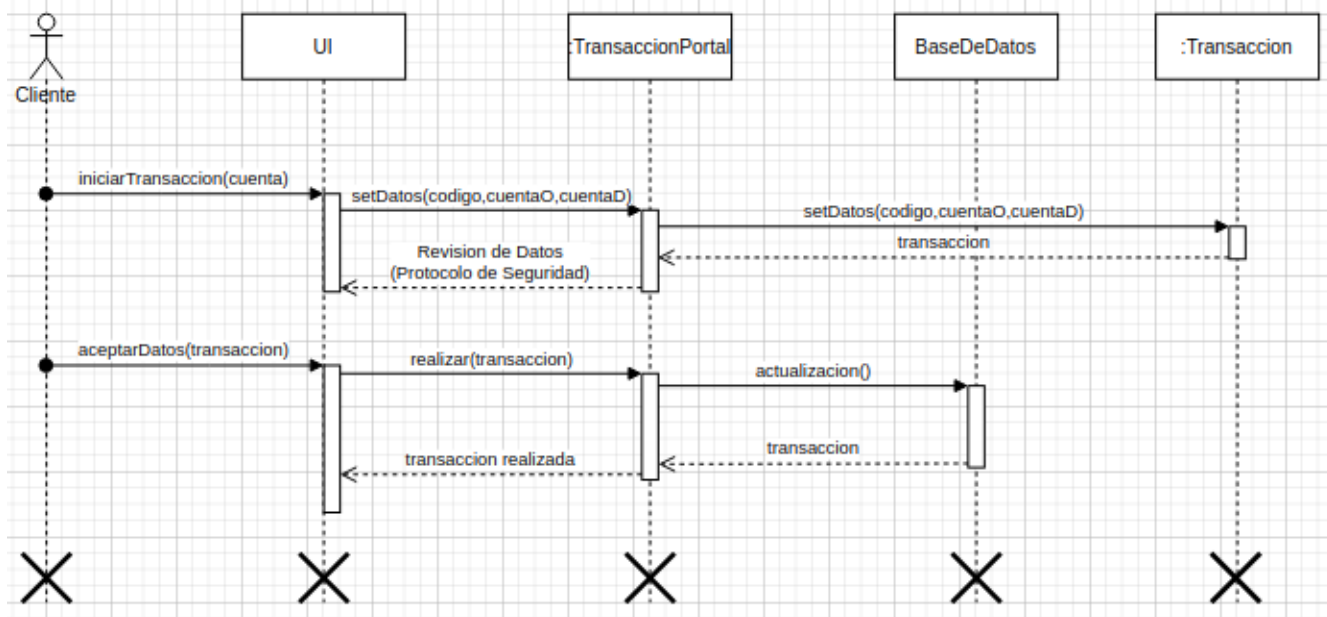 UI
:TransaccionPortal
BaseDeDatos
:Transaccion
Cliente
iniciarTransaccion(cuenta)
setDatos(codigo,cuentaO,cuentaD)
setDatos(codigo,cuentaO,cuentaD)
transaccion
Revision de Datos
(Protocolo de Seguridad)
aceptarDatos(transaccion)
realizar(transaccion)
actualizacion()
transaccion
transaccion realizada